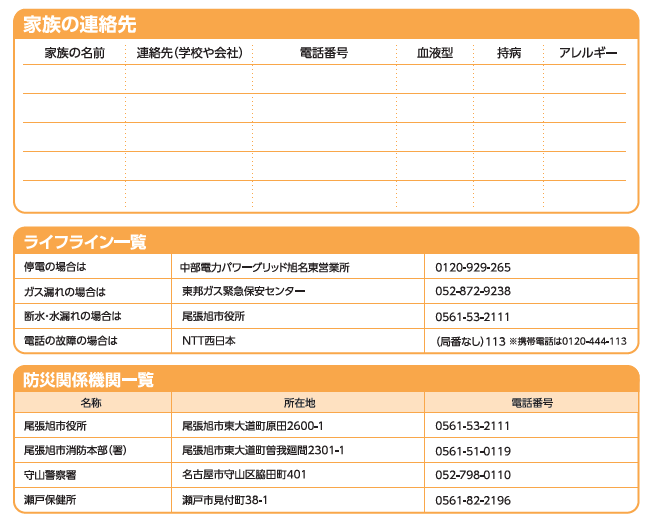 家族の連絡先
家族の名前 連絡先(学校や会社) 電話番号 血液型 持病 アレルギー
ライフライン一覧
停電の場合は 中部電力パワーグリッド旭名東営業所 0120-929-265
ガス漏れの場合は 東邦ガス緊急保安センター 052-872-9238
断水・水漏れの場合は 尾張旭市役所 0561-53-2111
電話の故障の場合は NTT西日本 (局番なし)113 ※携帯電話は0120-444-113
防災関係機関一覧
名称 所在地 電話番号
尾張旭市役所 尾張旭市東大道町原田2600-1 0561-53-2111
尾張旭市消防本部(署) 尾張旭市東大道町曽我廻間2301-1 0561-51-0119
守山警察署 名古屋市守山区脇田町401 052-798-0110
瀬戸保健所 瀬戸市見付町38-1 0561-82-2196